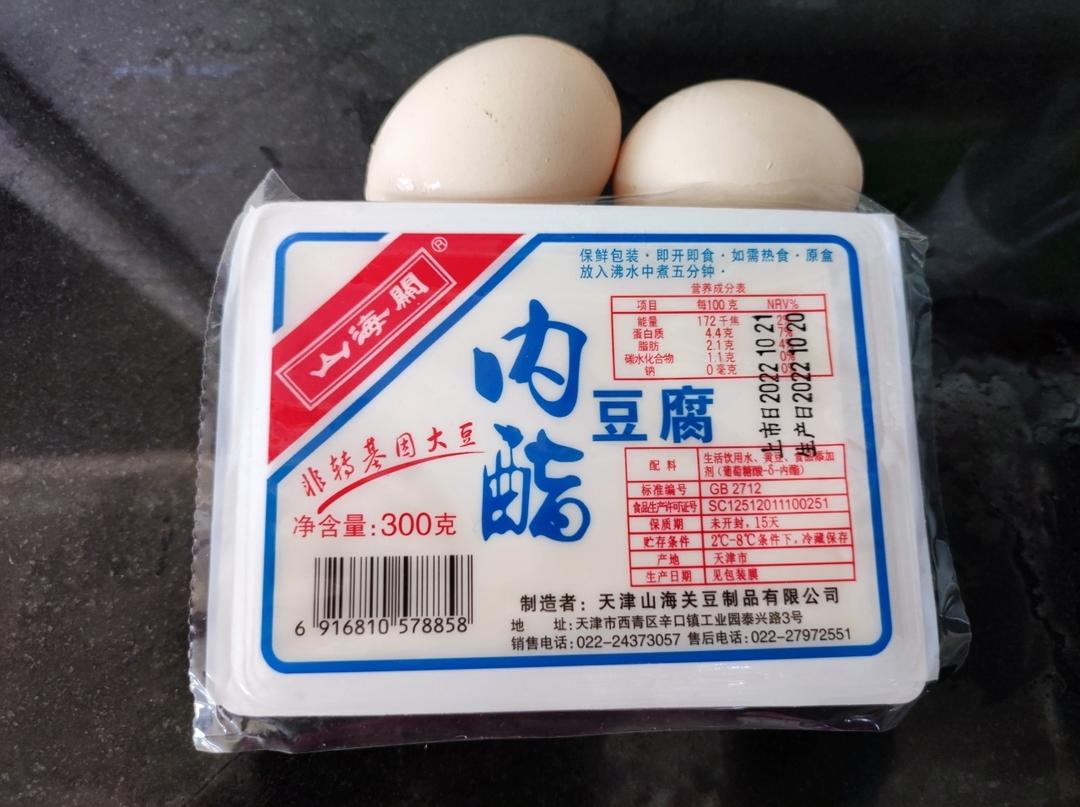 山海關®
保鲜包装·即开即食·如需热食·原盒
放入沸水中煮五分钟·
营养成分表
项目 每100克 NRV%
能量 172千焦
蛋白质 4.4克 7%
脂肪 2.1克
碳水化合物 1.1克 0%
钠 0毫克 0%
上市日2022 10 21
生产日2022 10 20
内酯
豆腐
非转基因大豆
净含量:300克
配料 生活饮用水、黄豆、食品添加
剂(葡萄糖酸-δ-内酯)
标准编号 GB 2712
食品生产许可证号 SC12512011100251
保质期 未开封,15天
贮存条件 2℃-8℃条件下,冷藏保存
产地 天津市
生产日期 见包装膜
6 916810 578858
制造者:天津山海关豆制品有限公司
地 址:天津市西青区辛口镇工业园泰兴路3号
销售电话:022-24373057 售后电话:022-27972551